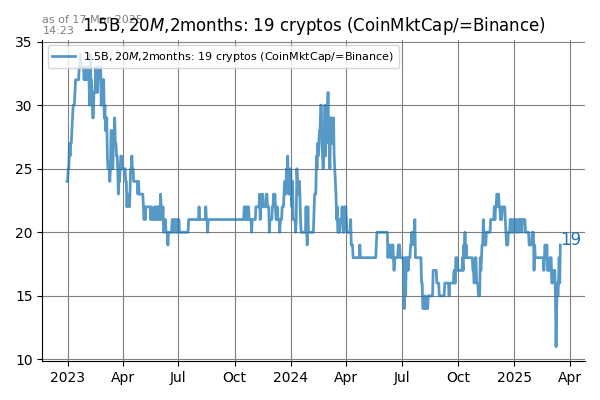 as of 17-Mar-2025
14:23
1.5B, 20M,2months: 19 cryptos (CoinMktCap/=Binance)
1.5B, 20M,2months: 19 cryptos (CoinMktCap/=Binance)
35
30
25
20
15
10
19
2023 Apr Jul Oct 2024 Apr Jul Oct 2025 Apr